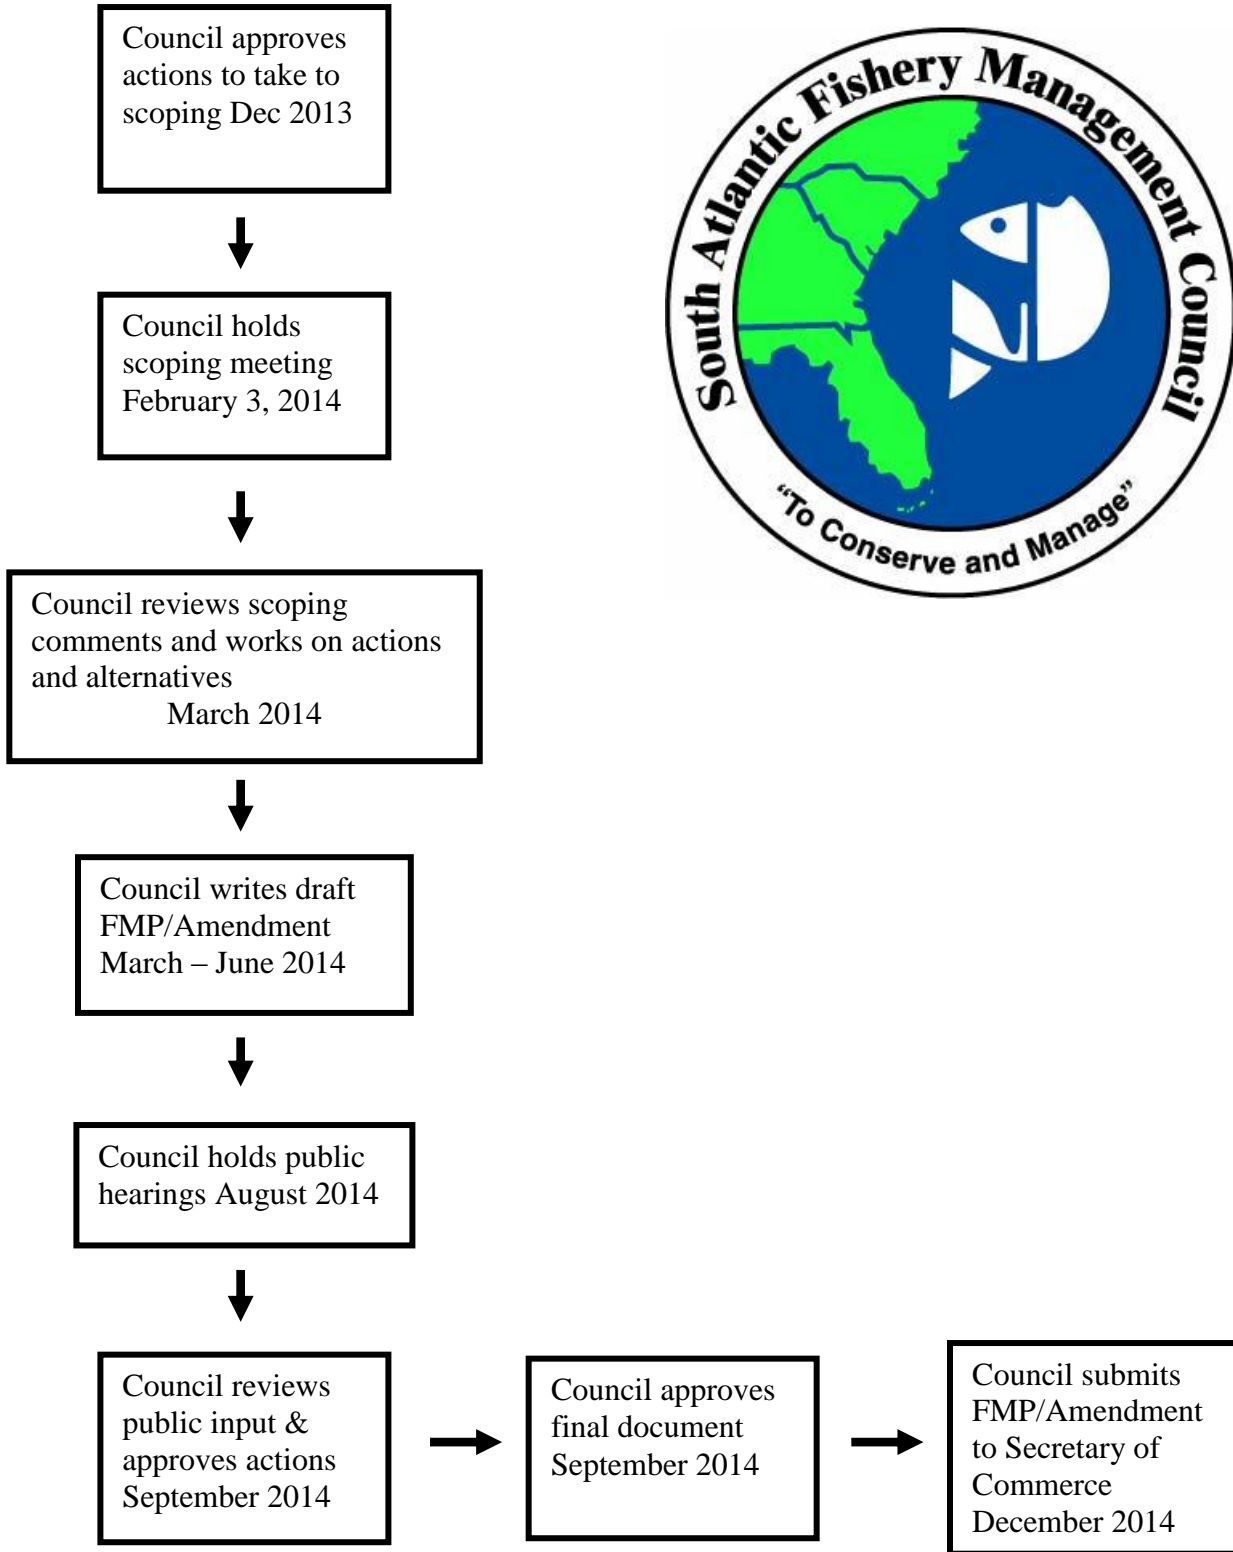 Council approves
actions to take to
scoping Dec 2013
South Atlantic Fishery Management Council
“To Conserve and Manage”
Council holds
scoping meeting
February 3, 2014
Council reviews scoping
comments and works on actions
and alternatives
March 2014
Council writes draft
FMP/Amendment
March – June 2014
Council holds public
hearings August 2014
Council reviews
public input &
approves actions
September 2014
Council approves
final document
September 2014
Council submits
FMP/Amendment
to Secretary of
Commerce
December 2014